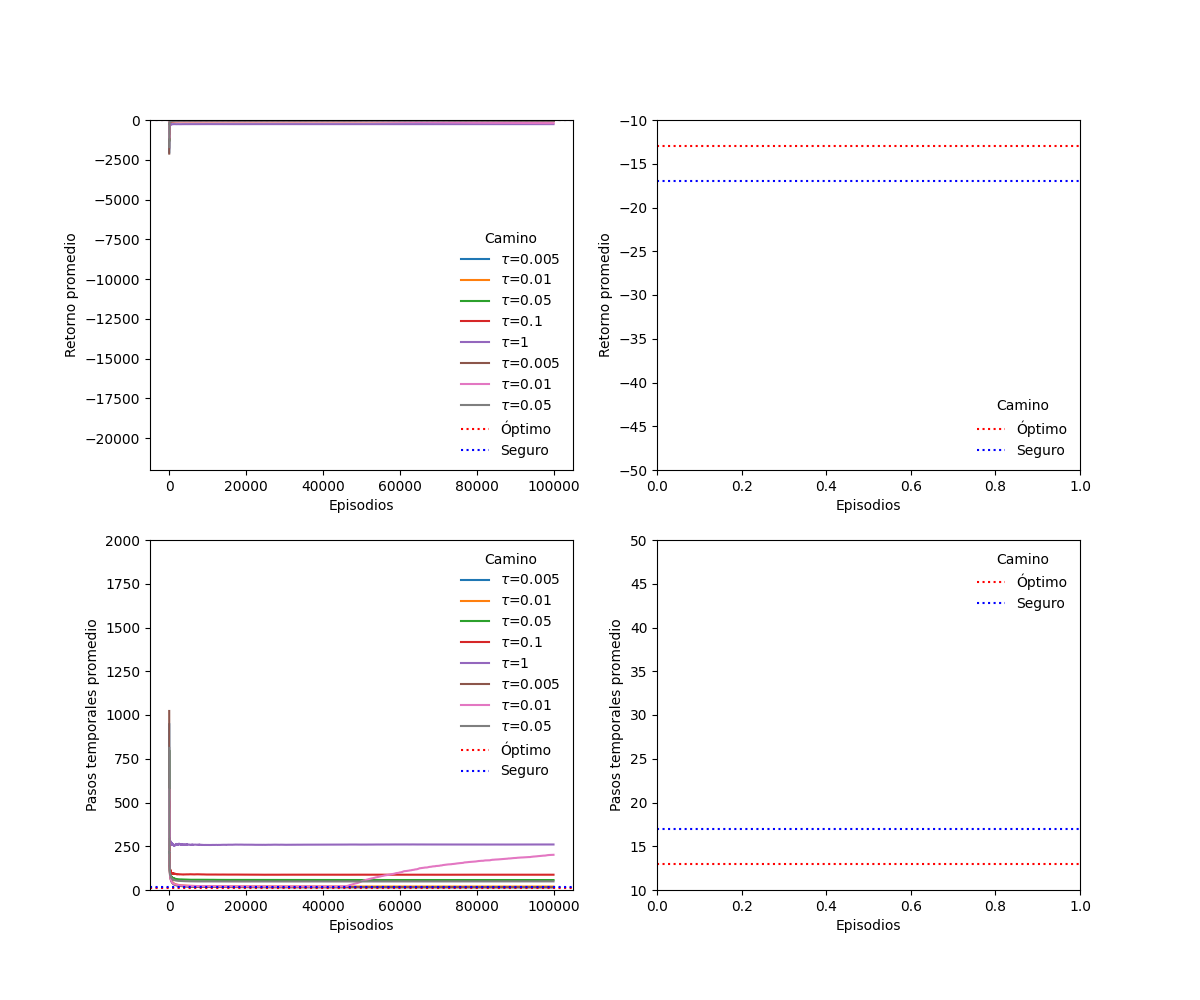 0
−2500
−5000
−7500
−10000
−12500
−15000
−17500
−20000
Retorno promedio
Camino
τ=0.005
τ=0.01
τ=0.05
τ=0.1
τ=1
τ=0.005
τ=0.01
τ=0.05
Óptimo
Seguro
0 20000 40000 60000 80000 100000
Episodios
−10
−15
−20
−25
−30
−35
−40
−45
−50
Retorno promedio
Camino
Óptimo
Seguro
0.0 0.2 0.4 0.6 0.8 1.0
Episodios
2000
1750
1500
1250
1000
750
500
250
0
Pasos temporales promedio
Camino
τ=0.005
τ=0.01
τ=0.05
τ=0.1
τ=1
τ=0.005
τ=0.01
τ=0.05
Óptimo
Seguro
0 20000 40000 60000 80000 100000
Episodios
50
45
40
35
30
25
20
15
10
Pasos temporales promedio
Camino
Óptimo
Seguro
0.0 0.2 0.4 0.6 0.8 1.0
Episodios